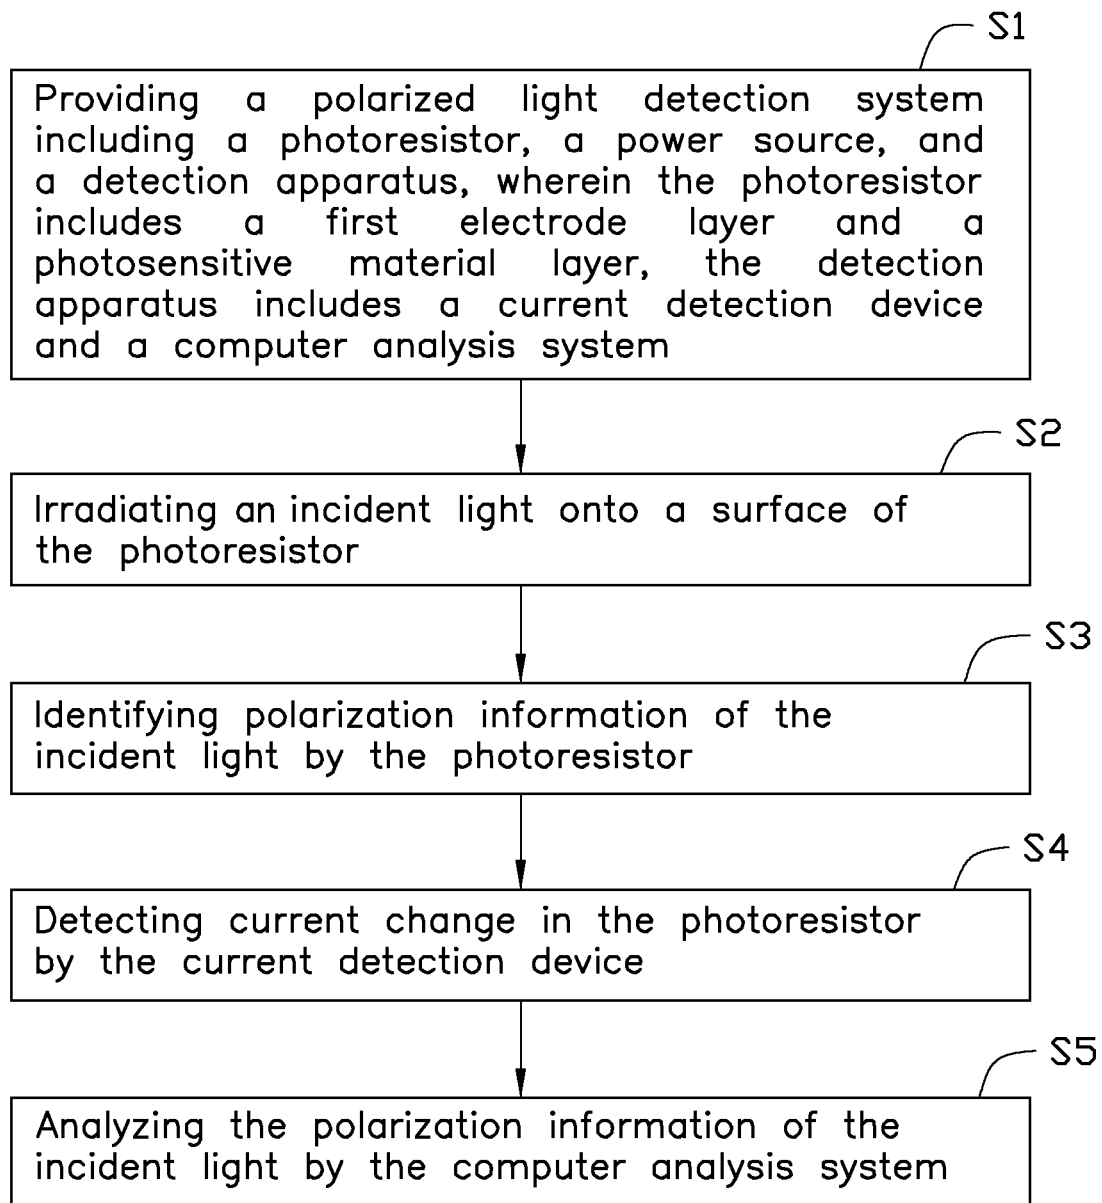 S1
Providing a polarized light detection system
including a photoresistor, a power source, and
a detection apparatus, wherein the photoresistor
includes a first electrode layer and a
photosensitive material layer, the detection
apparatus includes a current detection device
and a computer analysis system
S2
Irradiating an incident light onto a surface of
the photoresistor
S3
Identifying polarization information of the
incident light by the photoresistor
S4
Detecting current change in the photoresistor
by the current detection device
S5
Analyzing the polarization information of the
incident light by the computer analysis system